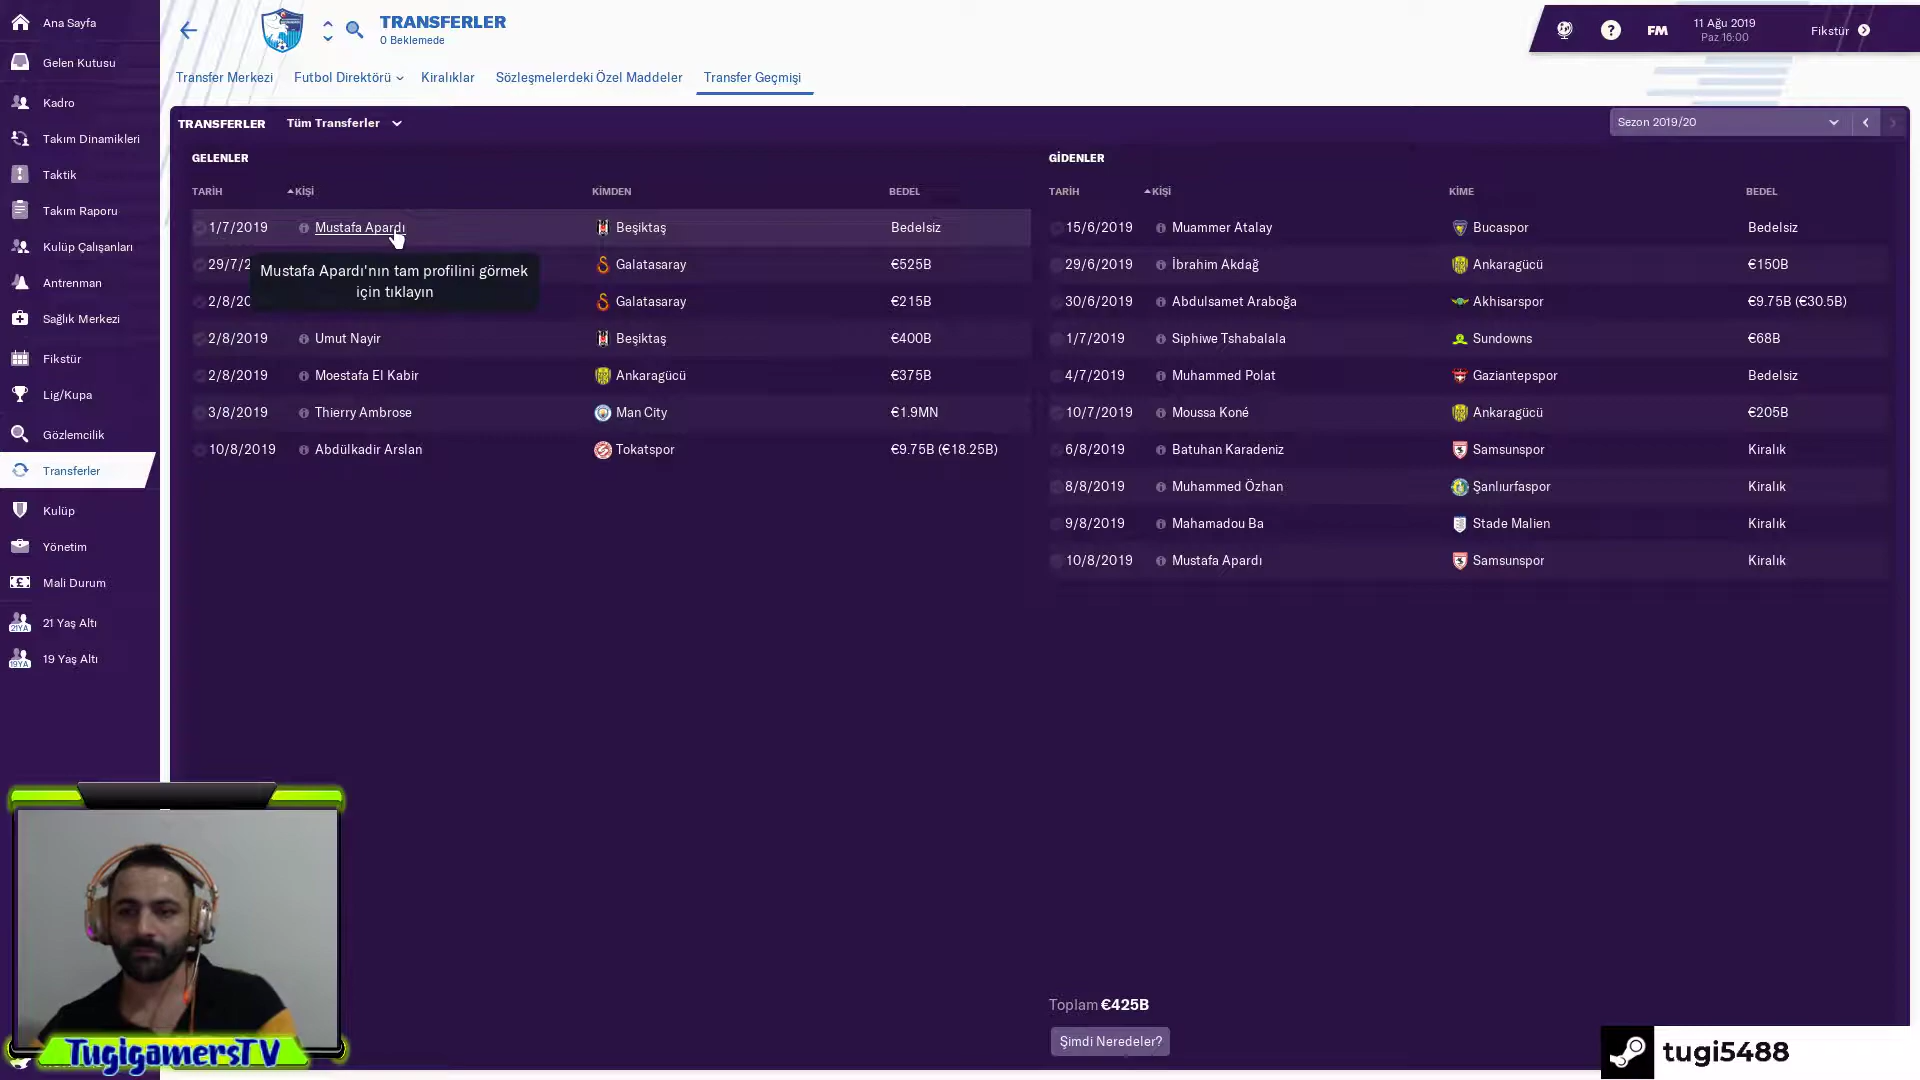 Ana Sayfa
Gelen Kutusu
Kadro
Takım Dinamikleri
Taktik
Takım Raporu
Kulüp Çalışanları
Antrenman
Sağlık Merkezi
Fikstür
Lig/Kupa
Gözlemcilik
Transferler
Kulüp
Yönetim
Mali Durum
21YA 21 Yaş Altı
19YA 19 Yaş Altı
TRANSFERLER
0 Beklemede
FM
11 Ağu 2019
Paz 16:00
Fikstür
Transfer Merkezi Futbol Direktörü Kiralıklar Sözleşmelerdeki Özel Maddeler Transfer Geçmişi
TRANSFERLER Tüm Transferler Sezon 2019/20
GELENLER
TARİH KİŞİ KİMDEN BEDEL
1/7/2019 Mustafa Apardı Beşiktaş Bedelsiz
29/7/2 Galatasaray €525B
2/8/20 Galatasaray €215B
Mustafa Apardı'nın tam profilini görmek
için tıklayın
2/8/2019 Umut Nayir Beşiktaş €400B
2/8/2019 Moestafa El Kabir Ankaragücü €375B
3/8/2019 Thierry Ambrose Man City €1.9MN
10/8/2019 Abdülkadir Arslan Tokatspor €9.75B (€18.25B)
GİDENLER
TARİH KİŞİ KİME BEDEL
15/6/2019 Muammer Atalay Bucaspor Bedelsiz
29/6/2019 İbrahim Akdağ Ankaragücü €150B
30/6/2019 Abdulsamet Araboğa Akhisarspor €9.75B (€30.5B)
1/7/2019 Siphiwe Tshabalala Sundowns €68B
4/7/2019 Muhammed Polat Gaziantepspor Bedelsiz
10/7/2019 Moussa Koné Ankaragücü €205B
6/8/2019 Batuhan Karadeniz Samsunspor Kiralık
8/8/2019 Muhammed Özhan Şanlıurfaspor Kiralık
9/8/2019 Mahamadou Ba Stade Malien Kiralık
10/8/2019 Mustafa Apardı Samsunspor Kiralık
Toplam €425B
Şimdi Neredeler?
TugigamersTV
tugi5488